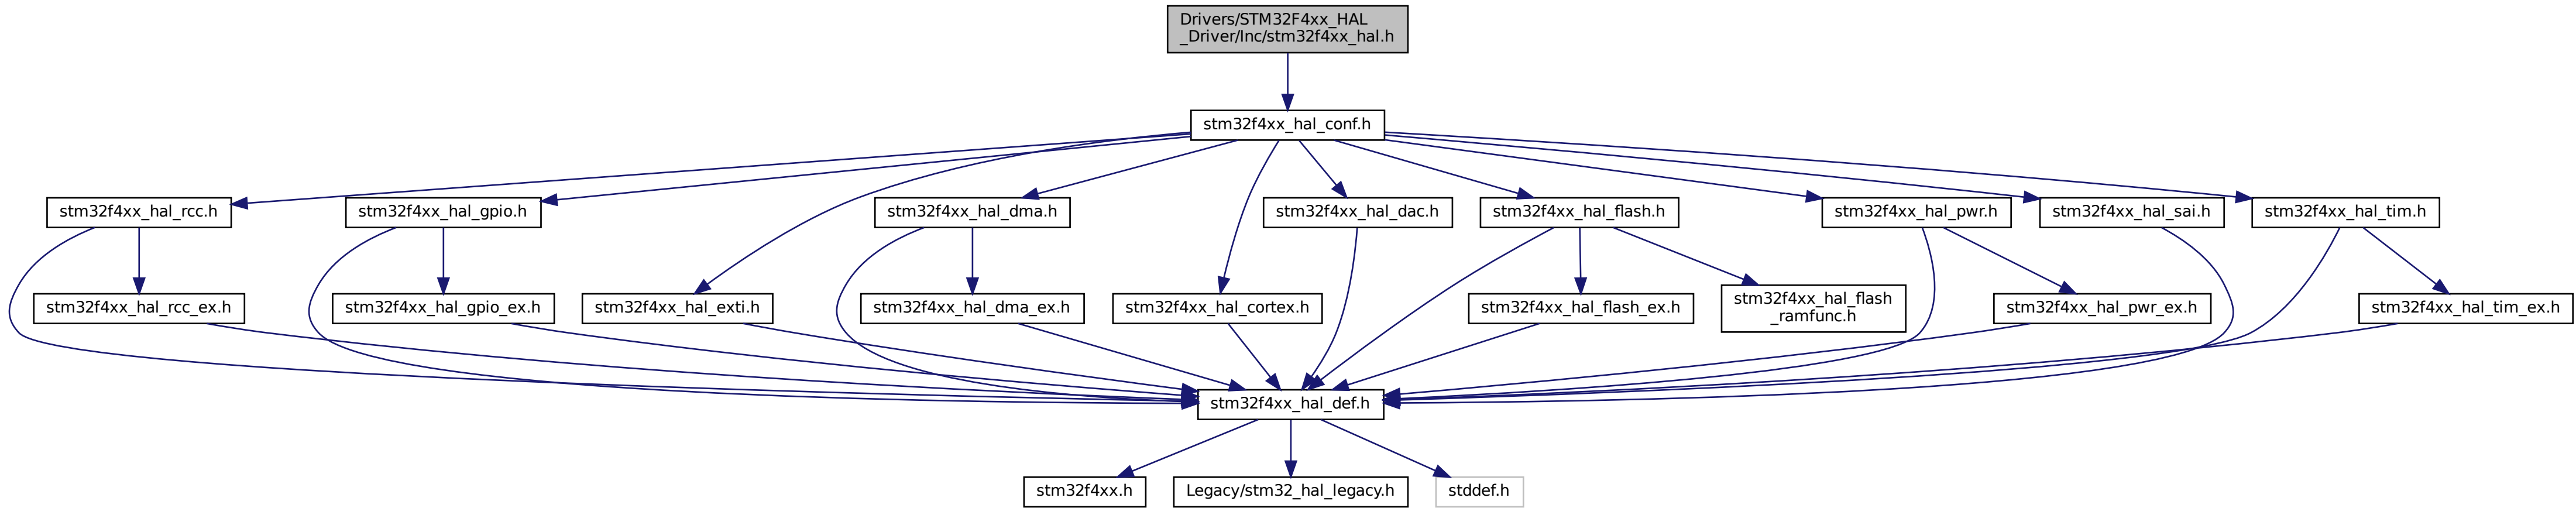 Drivers/STM32F4xx_HAL
_Driver/Inc/stm32f4xx_hal.h
stm32f4xx_hal_conf.h
stm32f4xx_hal_rcc.h
stm32f4xx_hal_gpio.h
stm32f4xx_hal_dma.h
stm32f4xx_hal_dac.h
stm32f4xx_hal_flash.h
stm32f4xx_hal_pwr.h
stm32f4xx_hal_sai.h
stm32f4xx_hal_tim.h
stm32f4xx_hal_rcc_ex.h
stm32f4xx_hal_gpio_ex.h
stm32f4xx_hal_exti.h
stm32f4xx_hal_dma_ex.h
stm32f4xx_hal_cortex.h
stm32f4xx_hal_flash_ex.h
stm32f4xx_hal_flash
_ramfunc.h
stm32f4xx_hal_pwr_ex.h
stm32f4xx_hal_tim_ex.h
stm32f4xx_hal_def.h
stm32f4xx.h
Legacy/stm32_hal_legacy.h
stddef.h